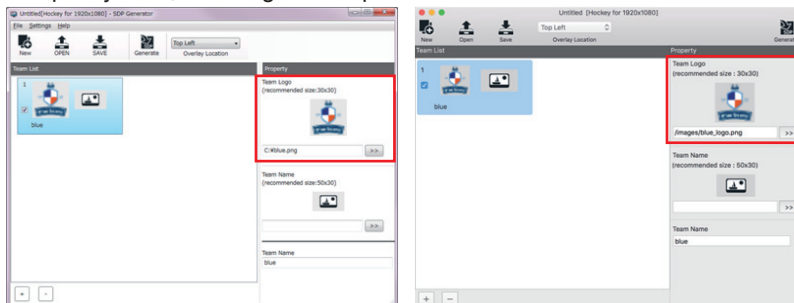 Untitled[Hockey for 1920x1080] - SDP Generator
File Settings Help
New
OPEN
SAVE
Generate
Top Left
Overlay Location
Team List
Property
1
blue
Team Logo
(recommended size:30x30)
C:¥blue.png
>>
Team Name
(recommended size:50x30)
>>
Team Name
blue
+
-
Untitled [Hockey for 1920x1080]
New
Open
Save
Top Left
Overlay Location
Team List
Property
1
blue
Team Logo
(recommended size : 30x30)
/images/blue_logo.png
>>
Team Name
(recommended size : 60x30)
>>
Team Name
blue
+
−